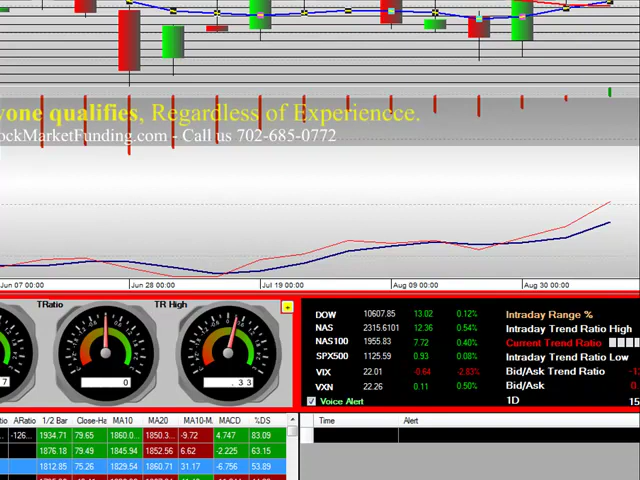 yone qualifies, Regardless of Experiencce.
ockMarketFunding.com - Call us 702-685-0772
Jun 07 00:00 Jun 28 00:00 Jul 19 00:00 Aug 09 00:00 Aug 30 00:00
TRatio TR High
7 0 .33
DOW 10607.85 13.02 0.12%
NAS 2315.6101 12.36 0.54%
NAS100 1955.83 7.72 0.40%
SPX500 1125.59 0.93 0.08%
VIX 22.01 -0.64 -2.83%
VXN 22.26 0.11 0.50%
Voice Alert
Intraday Range %
Intraday Trend Ratio High
Current Trend Ratio
Intraday Trend Ratio Low
Bid/Ask Trend Ratio -1
Bid/Ask 0
1D 15
tio ARatio 1/2 Bar Close-Ha MA10 MA20 MA10-M. MACD %DS
-126... 1934.71 79.65 1860.0... 1850.3... -9.72 4.747 83.09
1876.18 79.49 1845.94 1852.56 6.62 -2.225 63.15
1812.85 75.26 1829.54 1860.71 31.17 -6.756 53.89
Time Alert